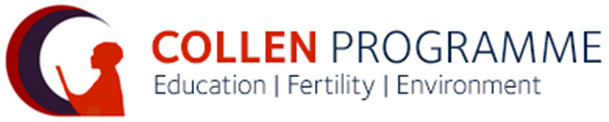 COLLEN PROGRAMME
Education | Fertility | Environment